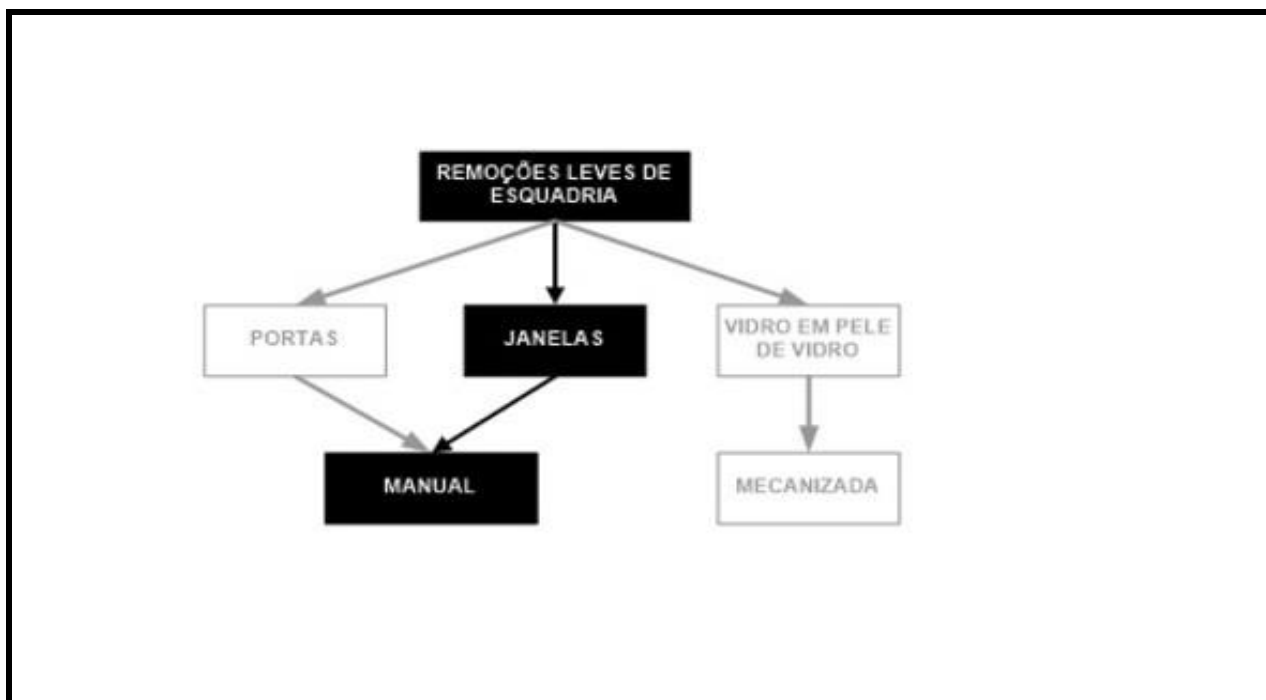 REMOÇÕES LEVES DE
ESQUADRIA
PORTAS
JANELAS
VIDRO EM PELE
DE VIDRO
MANUAL
MECANIZADA